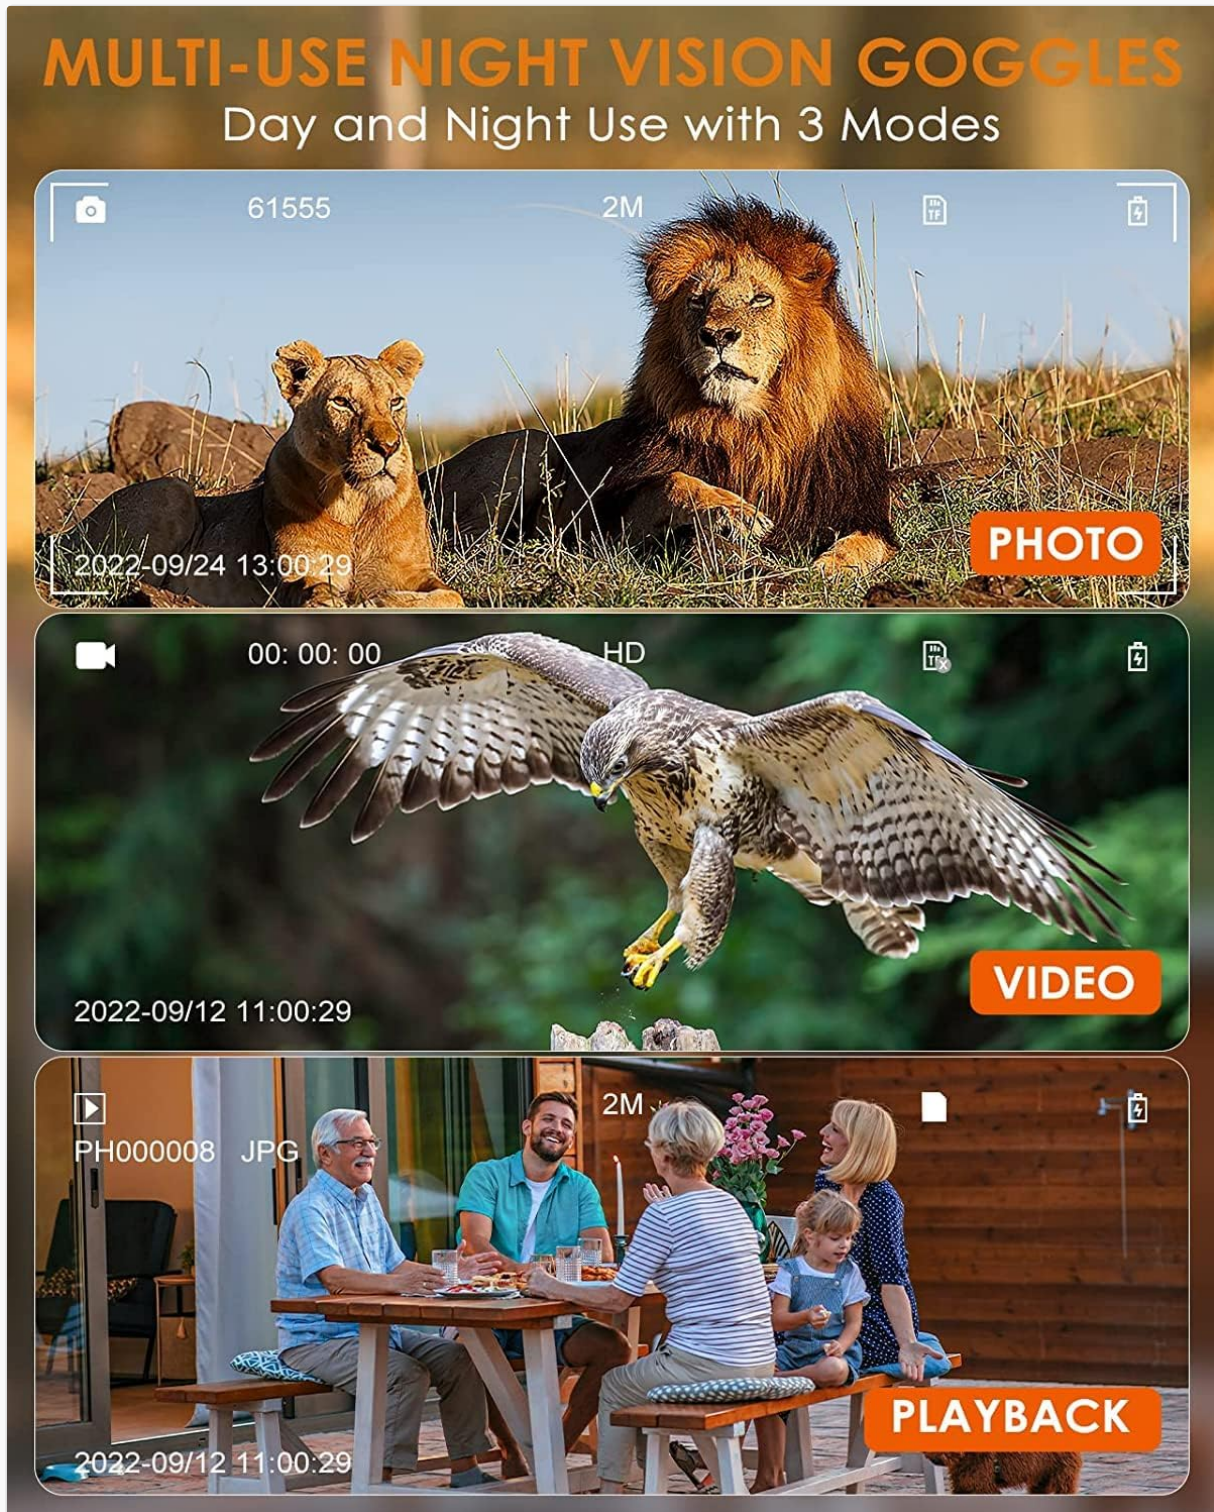 MULTI-USE NIGHT VISION GOGGLES
Day and Night Use with 3 Modes
61555 2M TF
2022-09/24 13:00:29
PHOTO
00: 00: 00 HD TF
2022-09/12 11:00:29
VIDEO
2M
PH000008 JPG
2022-09/12 11:00:29
PLAYBACK